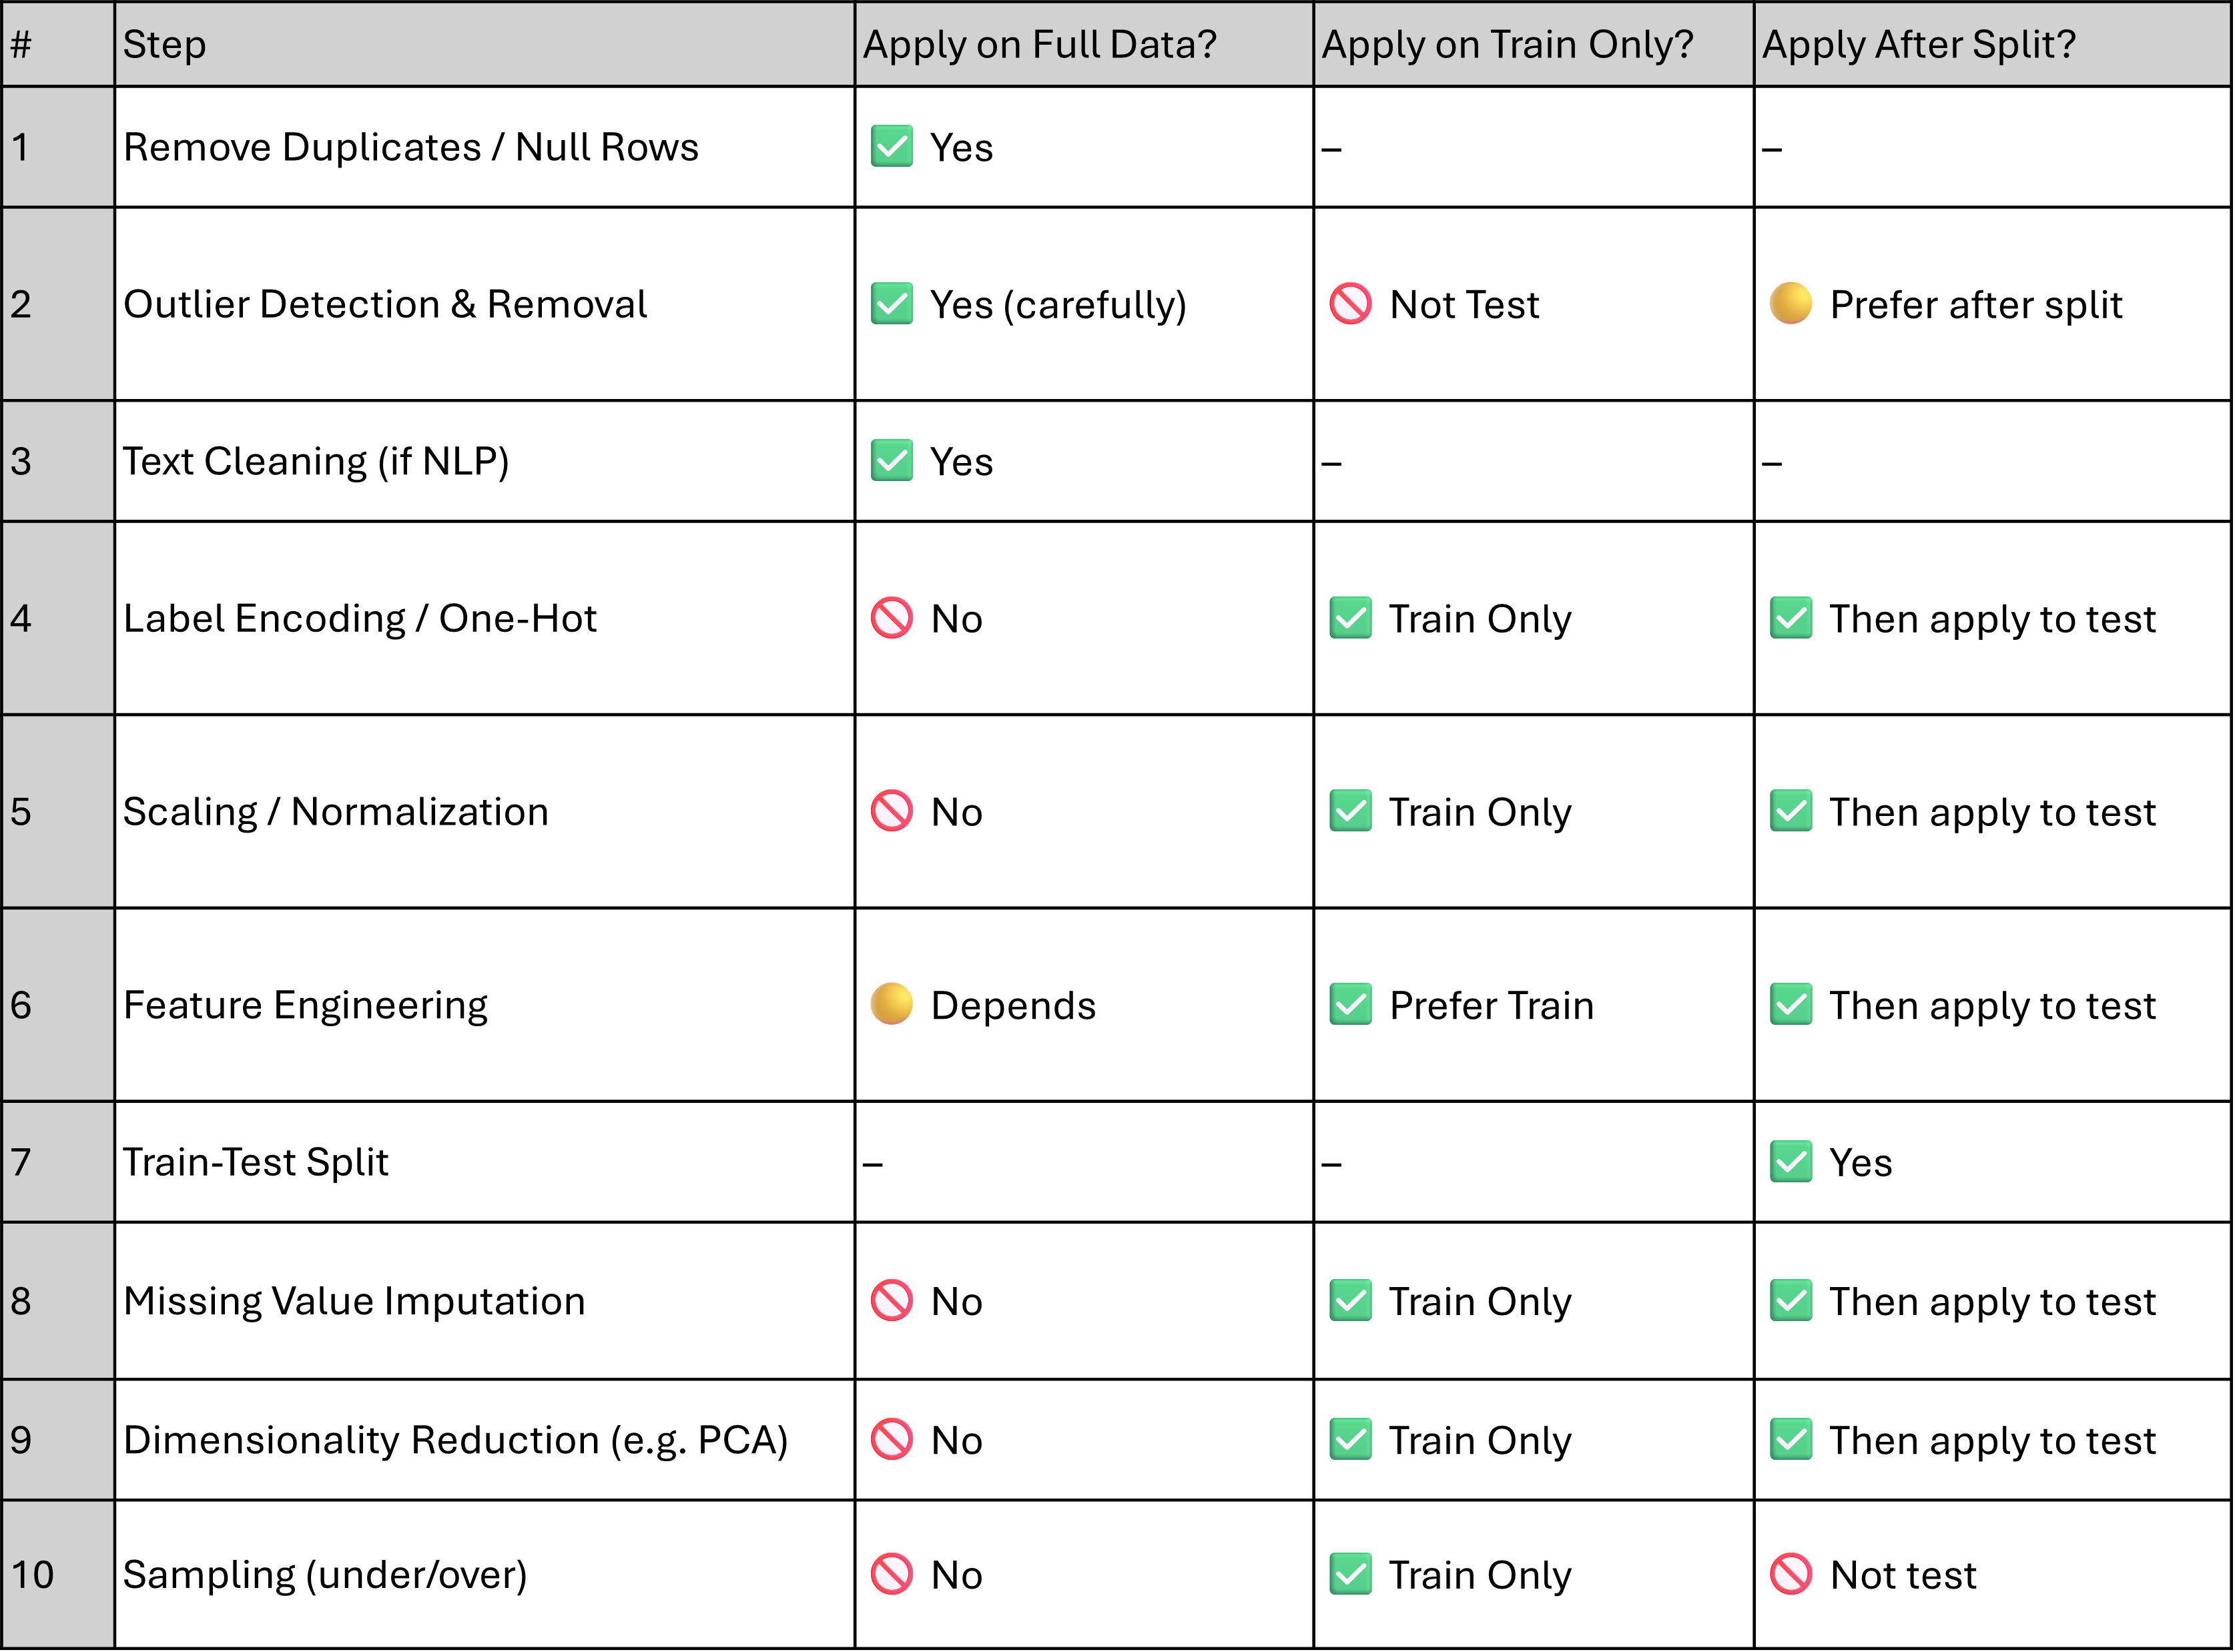 # Step Apply on Full Data? Apply on Train Only? Apply After Split?
1 Remove Duplicates / Null Rows ✅ Yes – –
2 Outlier Detection & Removal ✅ Yes (carefully) 🚫 Not Test 🟡 Prefer after split
3 Text Cleaning (if NLP) ✅ Yes – –
4 Label Encoding / One-Hot 🚫 No ✅ Train Only ✅ Then apply to test
5 Scaling / Normalization 🚫 No ✅ Train Only ✅ Then apply to test
6 Feature Engineering 🟡 Depends ✅ Prefer Train ✅ Then apply to test
7 Train-Test Split – – ✅ Yes
8 Missing Value Imputation 🚫 No ✅ Train Only ✅ Then apply to test
9 Dimensionality Reduction (e.g. PCA) 🚫 No ✅ Train Only ✅ Then apply to test
10 Sampling (under/over) 🚫 No ✅ Train Only 🚫 Not test